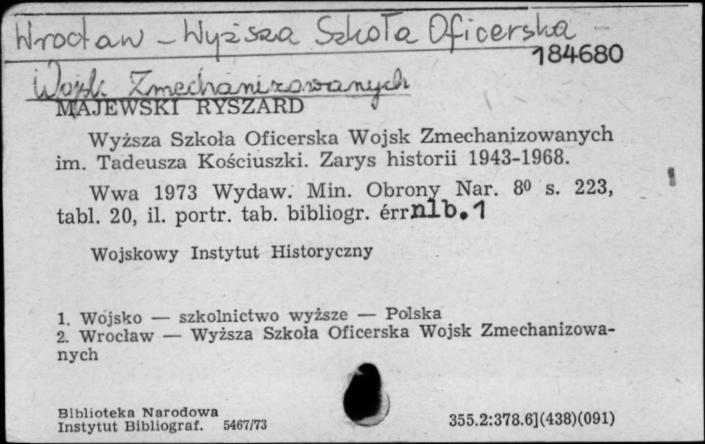 Wrocław – Wyższa Szkoła Oficerska
184680
Wojsk Zmechanizowanych
MAJEWSKI RYSZARD
Wyższa Szkoła Oficerska Wojsk Zmechanizowanych
im. Tadeusza Kościuszki. Zarys historii 1943-1968.
Wwa 1973 Wydaw. Min. Obrony Nar. 8⁰ s. 223,
tabl. 20, il. portr. tab. bibliogr. érrnlb.1
Wojskowy Instytut Historyczny
1. Wojsko — szkolnictwo wyższe — Polska
2. Wrocław — Wyższa Szkoła Oficerska Wojsk Zmechanizowa-
nych
Biblioteka Narodowa
Instytut Bibliograf. 5467/73
355.2:378.6](438)(091)